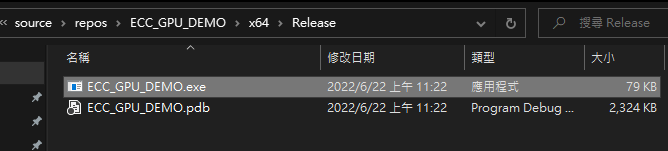 « source › repos › ECC_GPU_DEMO › x64 › Release 搜尋 Release
名稱 修改日期 類型 大小
ECC_GPU_DEMO.exe 2022/6/22 上午 11:22 應用程式 79 KB
ECC_GPU_DEMO.pdb 2022/6/22 上午 11:22 Program Debug ... 2,324 KB